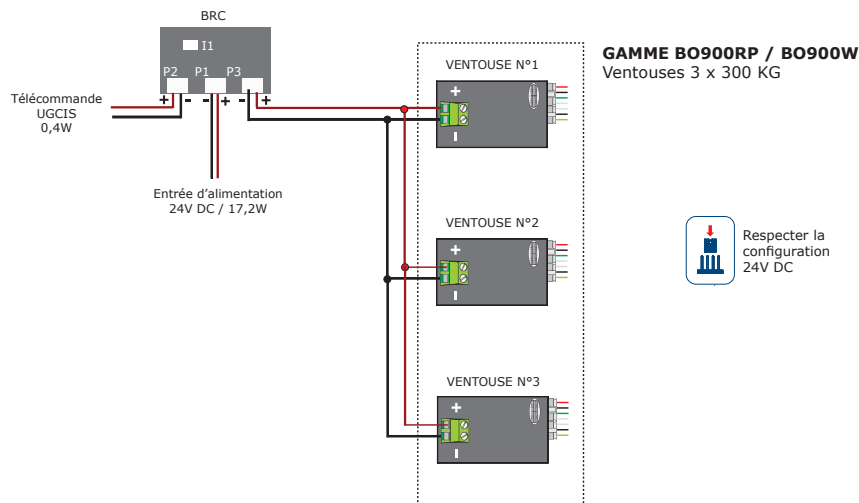 BRC
I1
P2 P1 P3
+ - - + - +
Télécommande
UGCIS
0,4W
Entrée d'alimentation
24V DC / 17,2W
VENTOUSE N°1
+
-
VENTOUSE N°2
+
-
VENTOUSE N°3
+
-
GAMME BO900RP / BO900W
Ventouses 3 x 300 KG
Respecter la
configuration
24V DC